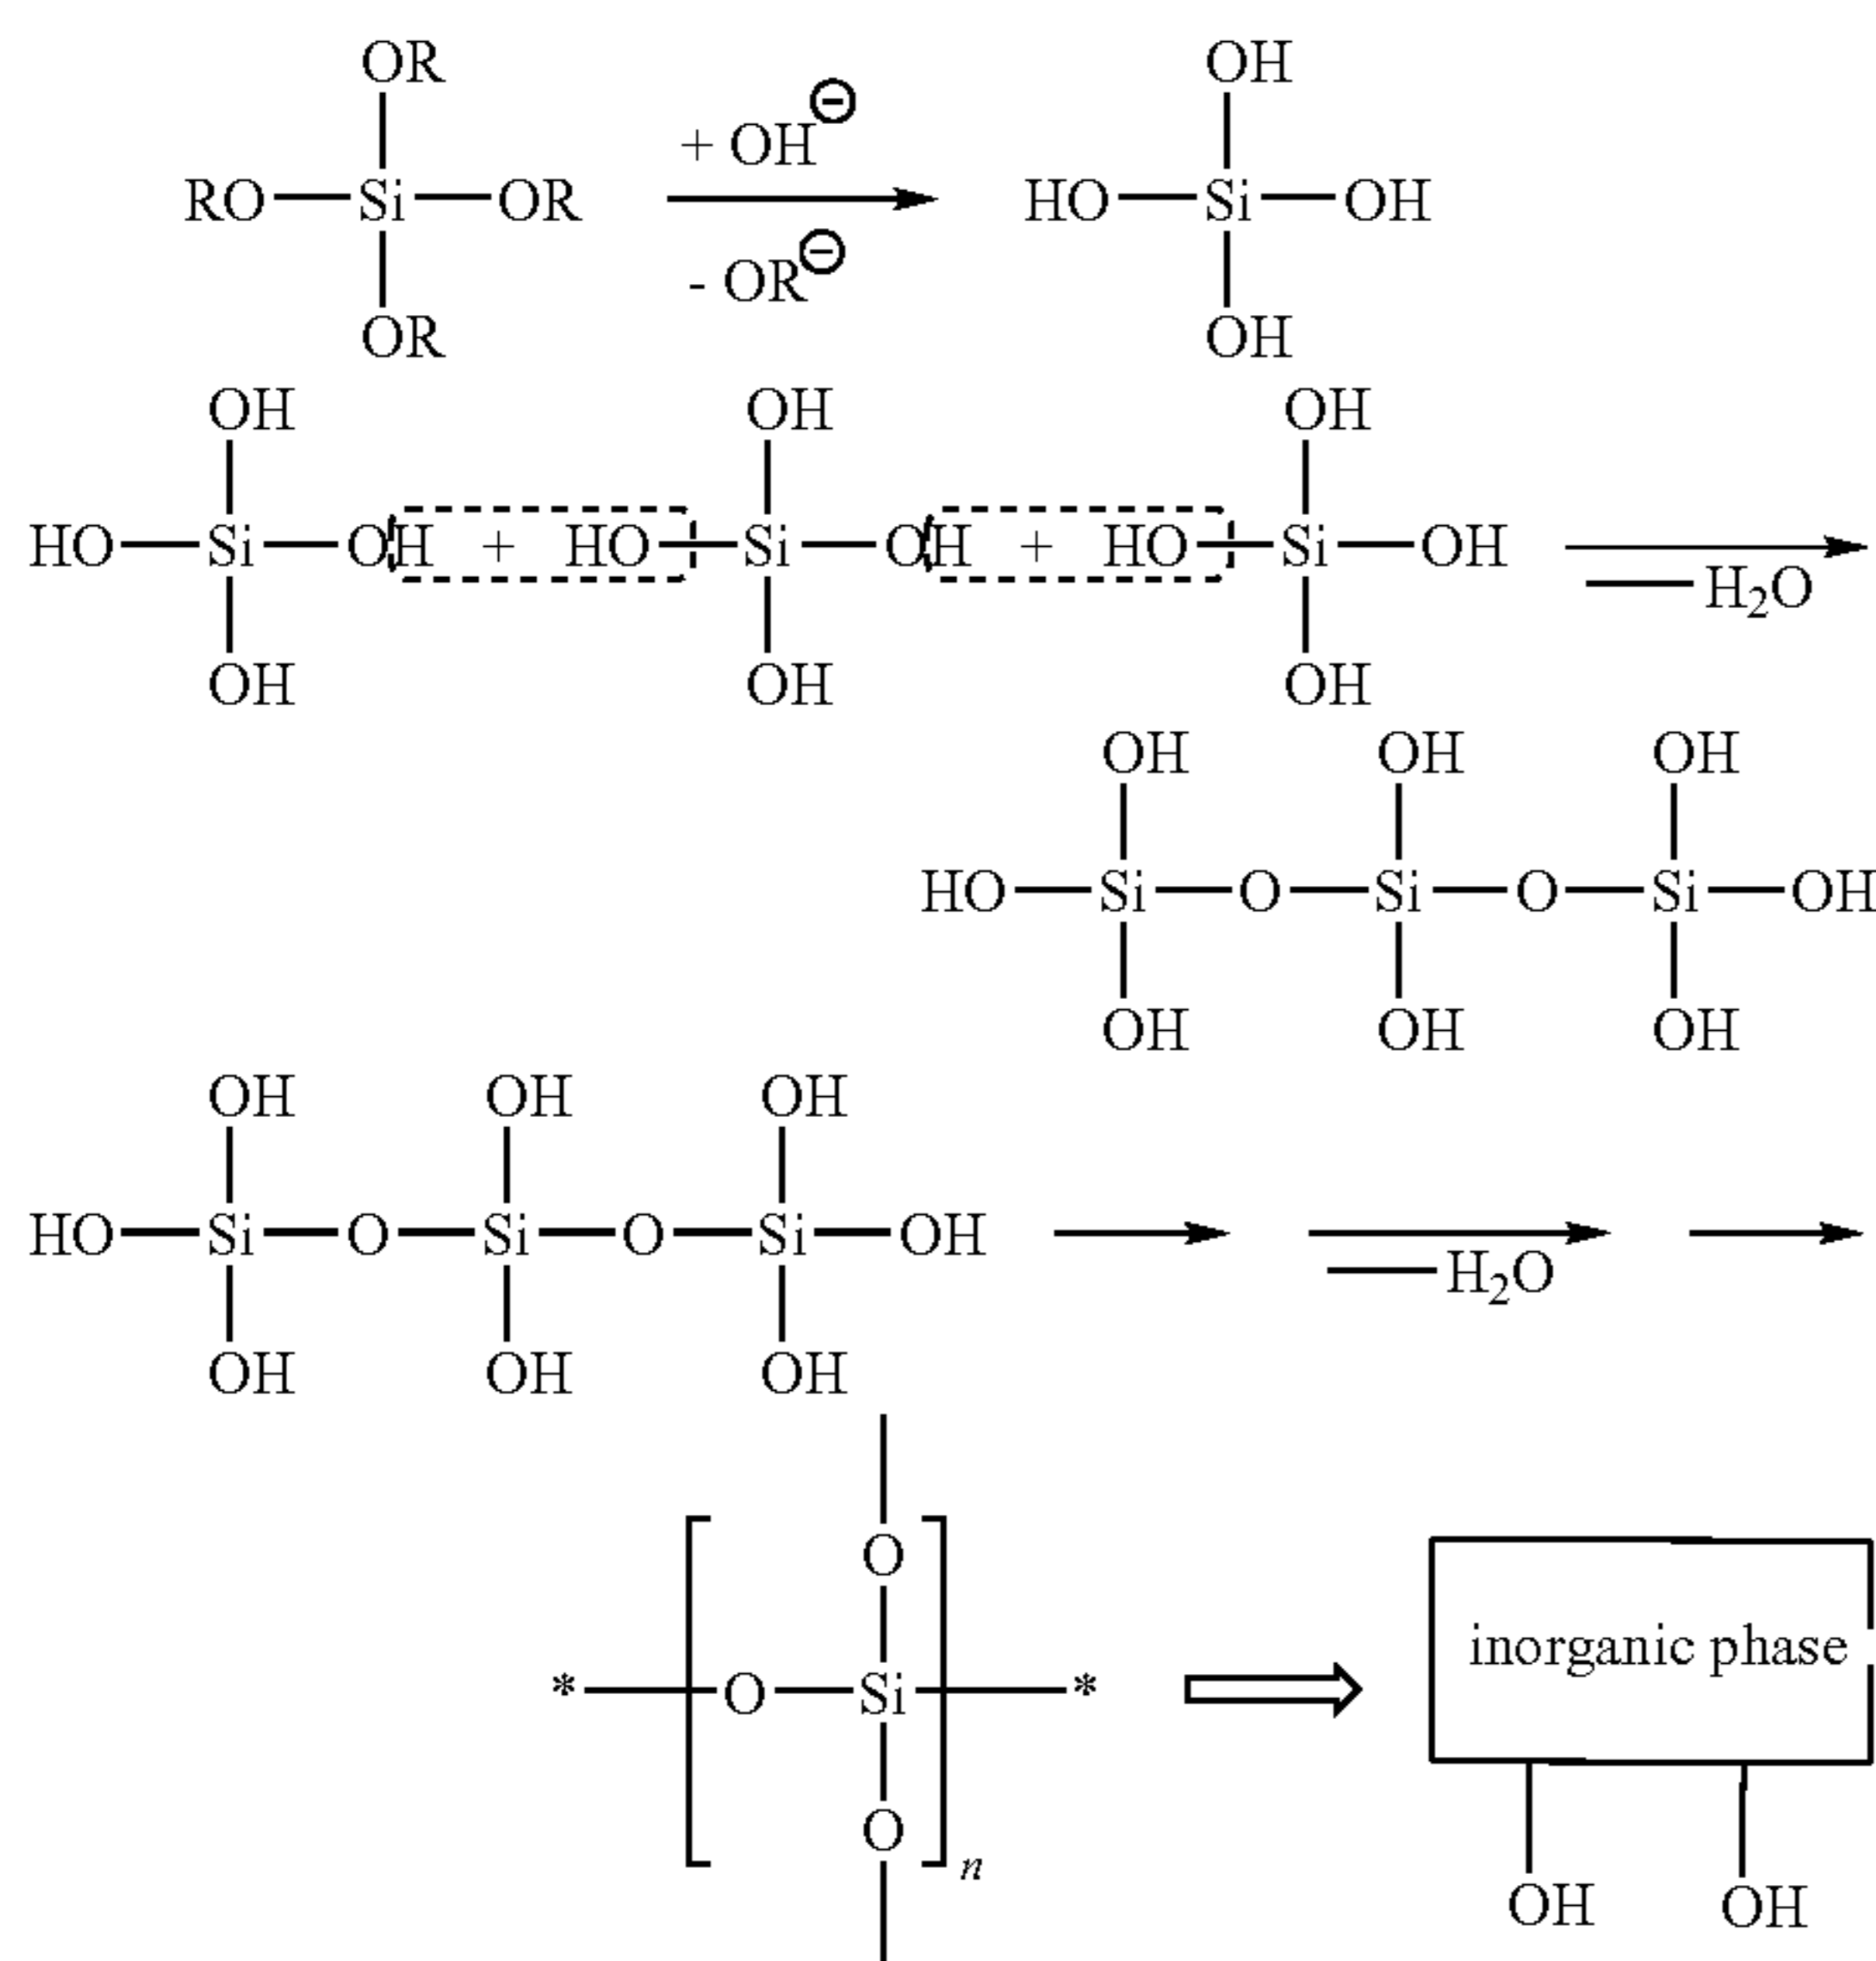 OR OH
+ OH⊖
RO Si OR HO Si OH
- OR⊖
OR OH
OH OH OH
HO Si OH + HO Si OH + HO Si OH
H₂O
OH OH OH
OH OH OH
HO Si O Si O Si OH
OH OH OH
OH OH OH
HO Si O Si O Si OH
H₂O
OH OH OH
O
inorganic phase
* O Si *
O
n
OH OH